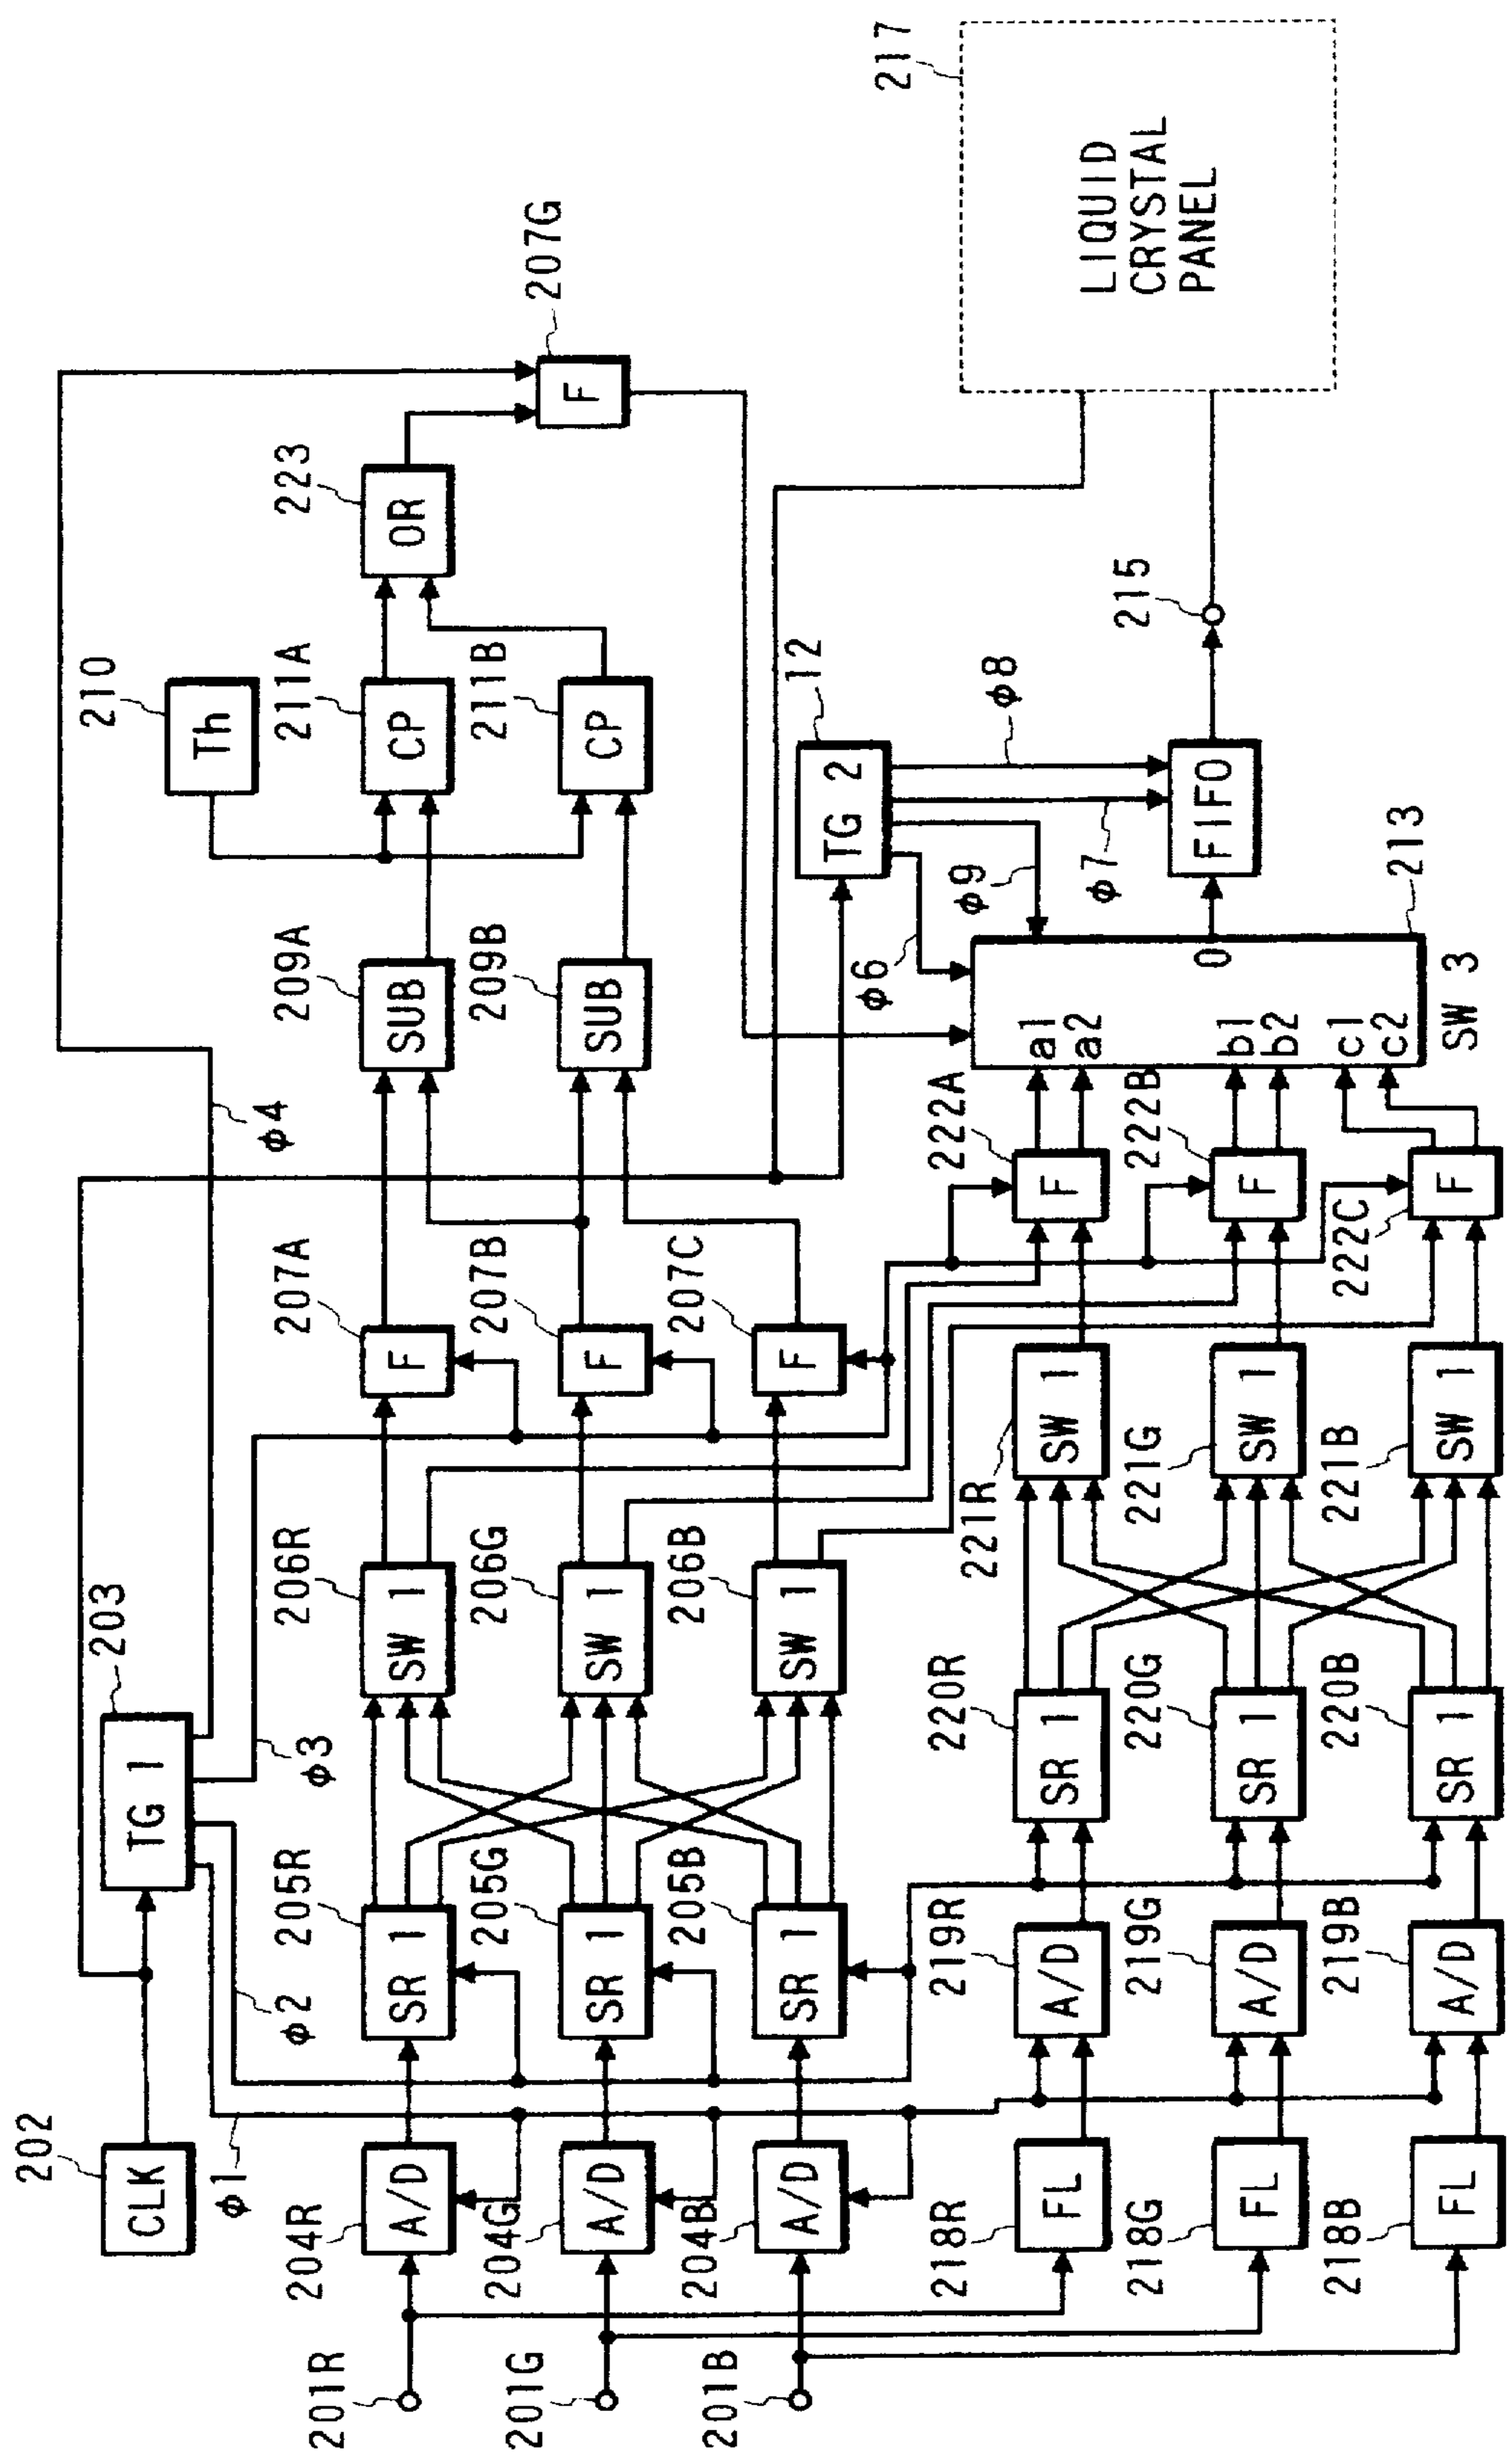 202
CLK
203
TG 1
φ1
φ2
φ3
φ4
201R
201G
201B
204R
A/D
204G
A/D
204B
A/D
205R
SR 1
205G
SR 1
205B
SR 1
206R
SW 1
206G
SW 1
206B
SW 1
207A
F
207B
F
207C
F
209A
SUB
209B
SUB
210
Th
211A
CP
211B
CP
223
OR
207G
F
218R
FL
218G
FL
218B
FL
219R
A/D
219G
A/D
219B
A/D
220R
SR 1
220G
SR 1
220B
SR 1
221R
SW 1
221G
SW 1
221B
SW 1
222A
F
222B
F
222C
F
a1
a2
b1
b2
c1
c2
0
SW 3
213
12
TG 2
φ6
φ9
φ7
φ8
FIFO
215
217
LIQUID
CRYSTAL
PANEL